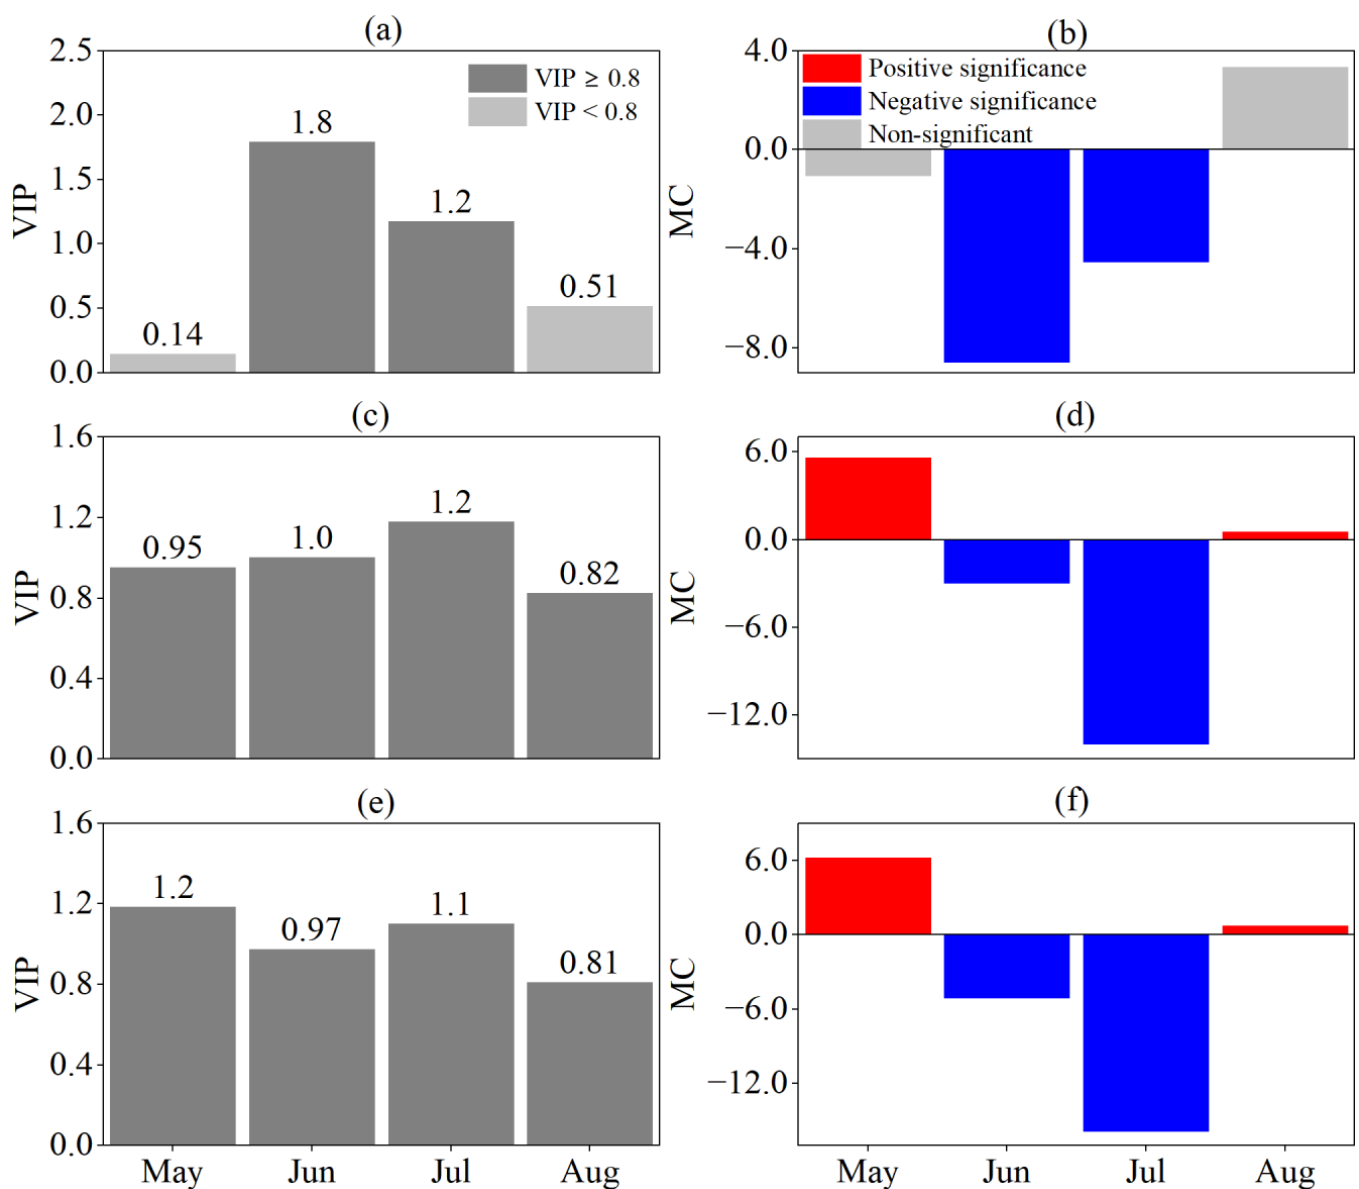 (a)
2.5
2.0
1.5
1.0
0.5
0.0
VIP
VIP ≥ 0.8
VIP < 0.8
0.14
1.8
1.2
0.51
(b)
4.0
0.0
−4.0
−8.0
MC
Positive significance
Negative significance
Non-significant
(c)
1.6
1.2
0.8
0.4
0.0
VIP
0.95
1.0
1.2
0.82
(d)
6.0
0.0
−6.0
−12.0
MC
(e)
1.6
1.2
0.8
0.4
0.0
VIP
1.2
0.97
1.1
0.81
May Jun Jul Aug
(f)
6.0
0.0
−6.0
−12.0
MC
May Jun Jul Aug